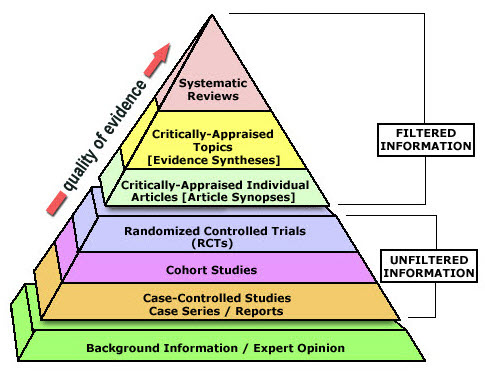 quality of evidence
Systematic
Reviews
Critically-Appraised
Topics
[Evidence Syntheses]
Critically-Appraised Individual
Articles [Article Synopses]
FILTERED
INFORMATION
Randomized Controlled Trials
(RCTs)
Cohort Studies
Case-Controlled Studies
Case Series / Reports
UNFILTERED
INFORMATION
Background Information / Expert Opinion